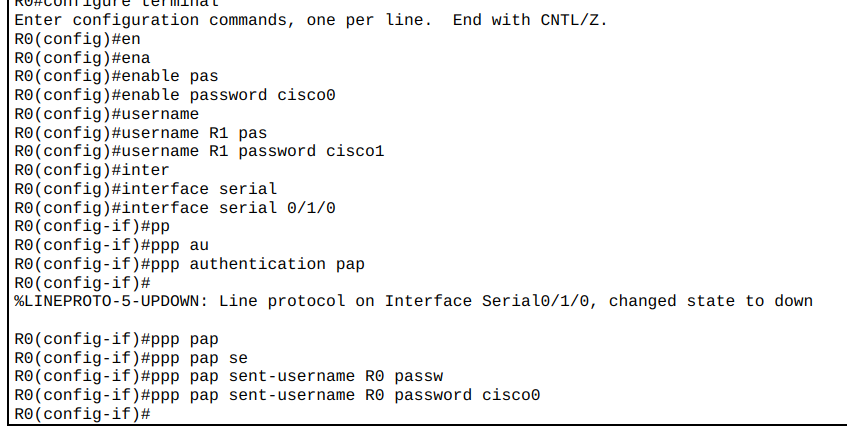 R0#configure terminal
Enter configuration commands, one per line.  End with CNTL/Z.
R0(config)#en
R0(config)#ena
R0(config)#enable pas
R0(config)#enable password cisco0
R0(config)#username
R0(config)#username R1 pas
R0(config)#username R1 password cisco1
R0(config)#inter
R0(config)#interface serial
R0(config)#interface serial 0/1/0
R0(config-if)#pp
R0(config-if)#ppp au
R0(config-if)#ppp authentication pap
R0(config-if)#
%LINEPROTO-5-UPDOWN: Line protocol on Interface Serial0/1/0, changed state to down
R0(config-if)#ppp pap
R0(config-if)#ppp pap se
R0(config-if)#ppp pap sent-username R0 passw
R0(config-if)#ppp pap sent-username R0 password cisco0
R0(config-if)#